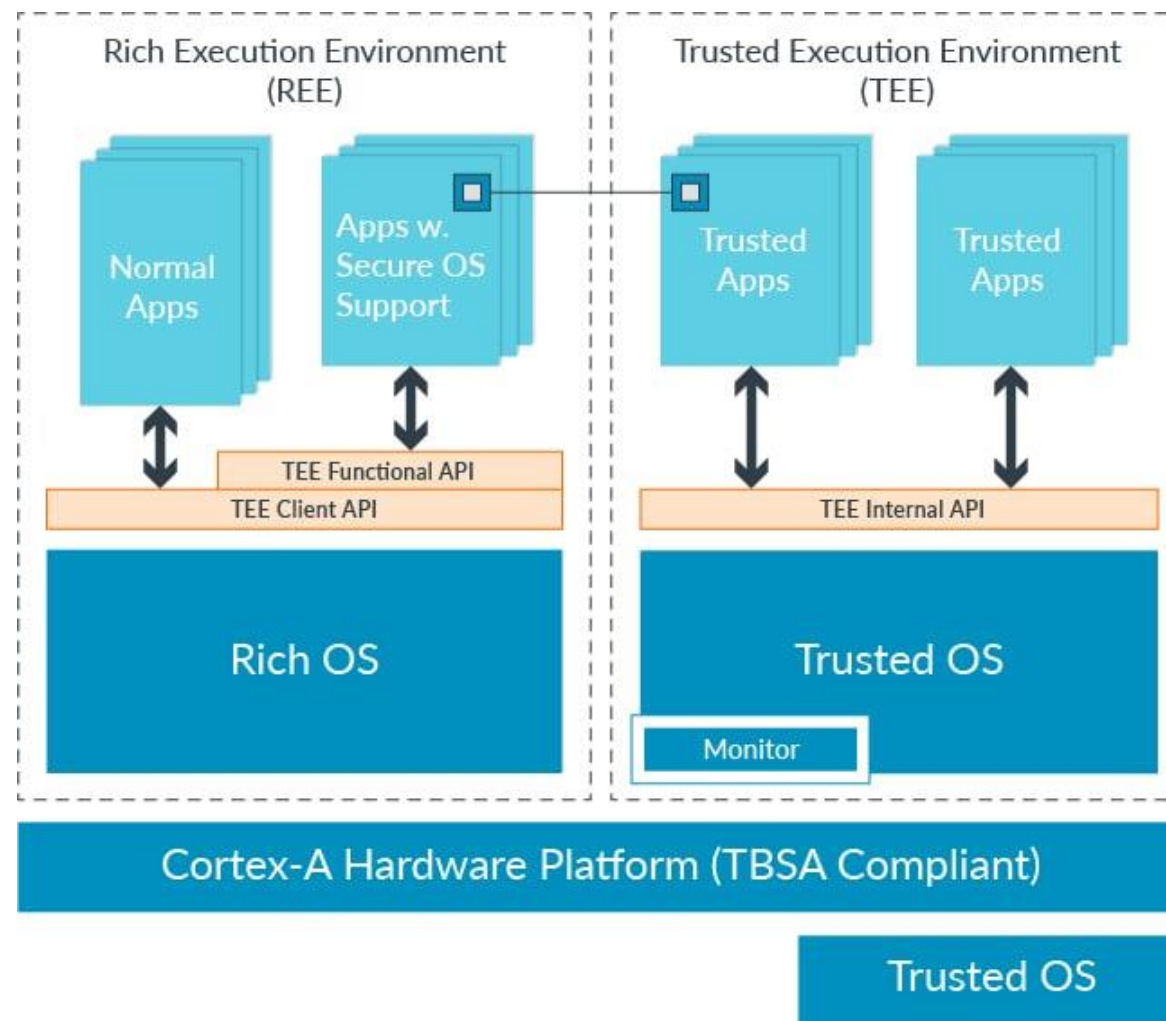 Rich Execution Environment
(REE)
Trusted Execution Environment
(TEE)
Normal
Apps
Apps w.
Secure OS
Support
Trusted
Apps
Trusted
Apps
TEE Functional API
TEE Client API
TEE Internal API
Rich OS
Trusted OS
Monitor
Cortex-A Hardware Platform (TBSA Compliant)
Trusted OS